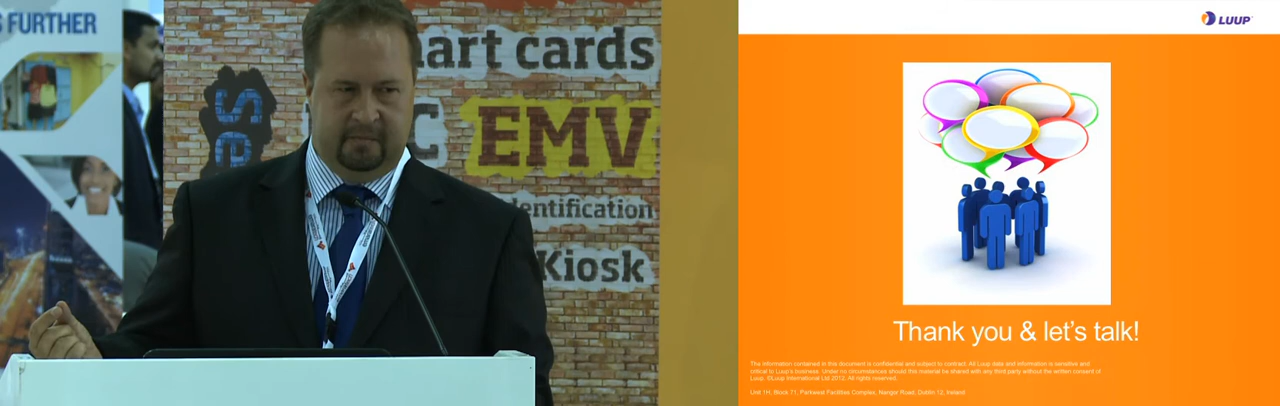 S FURTHER
art cards
Se
C
EMV
dentification
Kiosk
LUUP
Thank you & let's talk!
The information contained in this document is confidential and subject to contract. All Luup data and information is sensitive and
critical to Luup's business. Under no circumstances should this material be shared with any third party without the written consent of
Luup. ©Luup International Ltd 2012. All rights reserved.
Unit 1H, Block 71, Parkwest Facilities Complex, Nangor Road, Dublin 12, Ireland